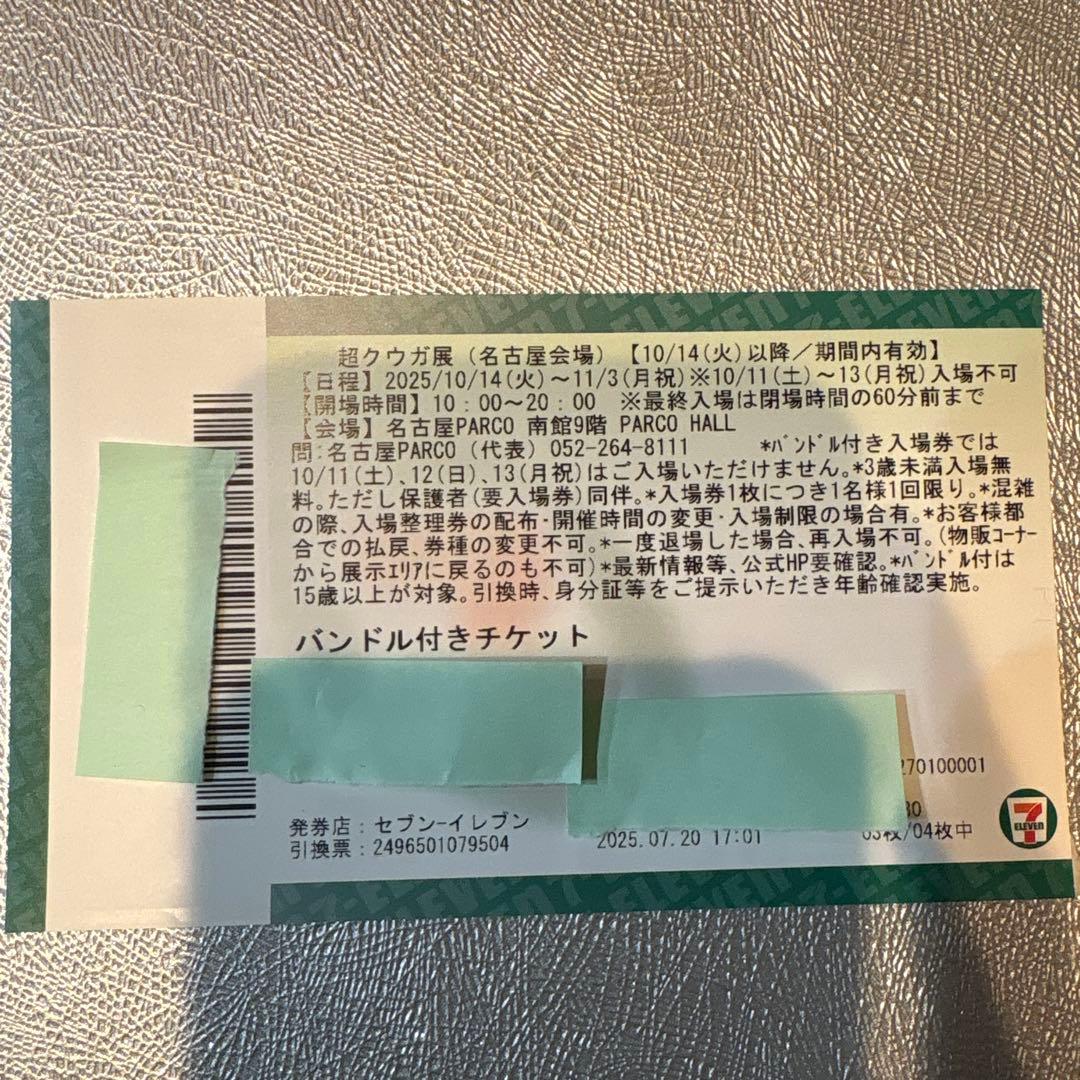 超クウガ展（名古屋会場）【10/14(火)以降／期間内有効】
【日程】2025/10/14(火)～11/3(月祝)※10/11(土)～13(月祝)入場不可
【開場時間】10：00～20：00　※最終入場は閉場時間の60分前まで
【会場】名古屋PARCO 南館9階 PARCO HALL
問:名古屋PARCO（代表）052-264-8111　　*ﾊﾞﾝﾄﾞﾙ付き入場券では
10/11(土)､12(日)､13(月祝)はご入場いただけません｡*3歳未満入場無
料｡ただし保護者(要入場券)同伴｡*入場券1枚につき1名様1回限り｡*混雑
の際､入場整理券の配布･開催時間の変更･入場制限の場合有｡*お客様都
合での払戻､券種の変更不可｡*一度退場した場合､再入場不可｡(物販ｺｰﾅｰ
から展示ｴﾘｱに戻るのも不可)*最新情報等､公式HP要確認｡*ﾊﾞﾝﾄﾞﾙ付は
15歳以上が対象｡引換時､身分証等をご提示いただき年齢確認実施｡
バンドル付きチケット
270100001
30
発券店：セブン-イレブン
引換票：2496501079504
2025.07.20 17:01
03枚/04枚中
7
ELEVEN